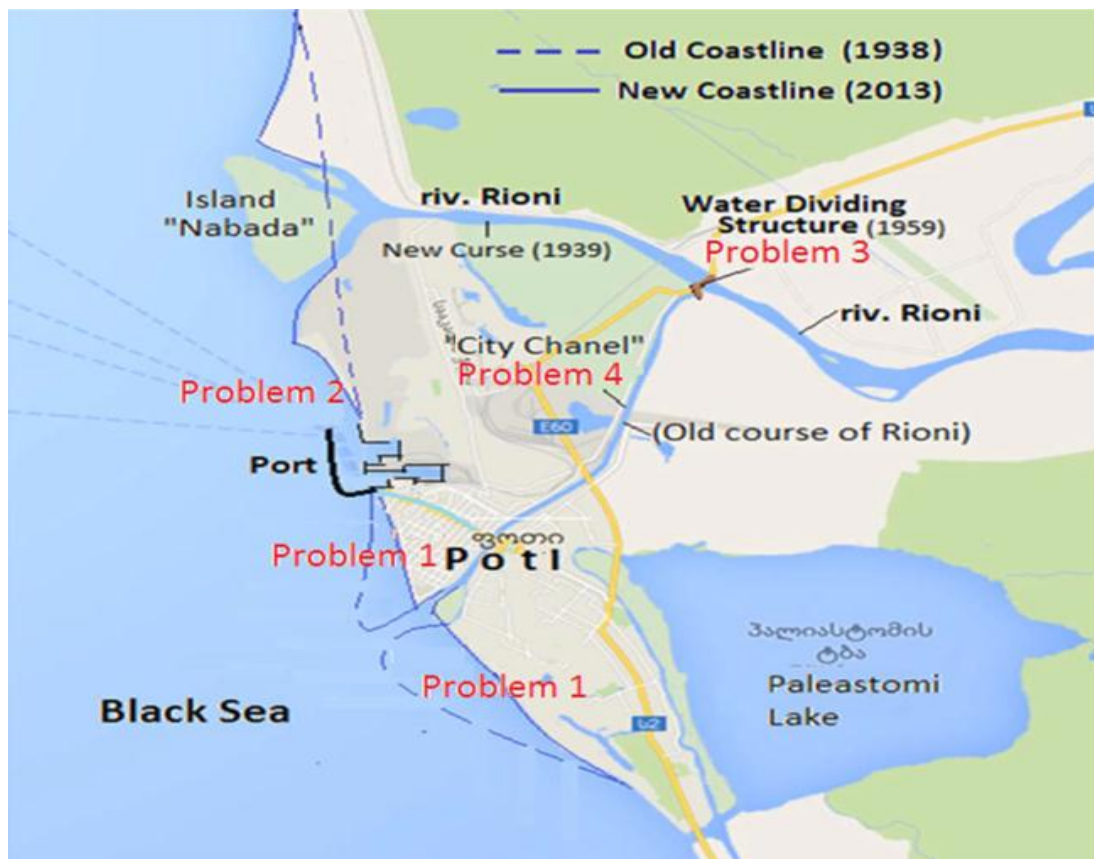 Old Coastline (1938)
New Coastline (2013)
Island
"Nabada"
riv. Rioni
New Curse (1939)
Water Dividing
Structure (1959)
Problem 3
riv. Rioni
"City Chanel"
Problem 4
Problem 2
E60
(Old course of Rioni)
Port
ფოთი
Problem 1
PotI
პალიასტომის
ტბა
Paleastomi
Lake
Problem 1
Black Sea
ს2